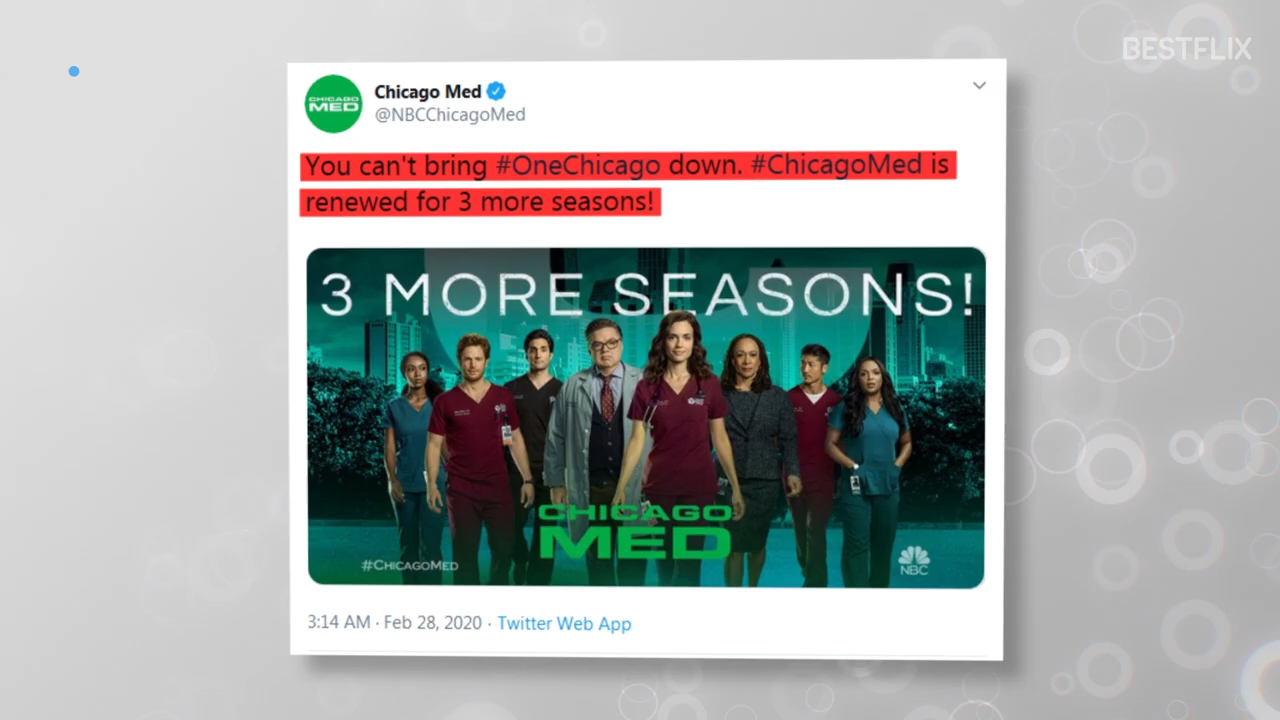 BESTFLIX
CHICAGO
MED
Chicago Med
@NBCChicagoMed
You can't bring #OneChicago down. #ChicagoMed is
renewed for 3 more seasons!
3 MORE SEASONS!
CHICAGO
MED
#CHICAGOMED
NBC
3:14 AM · Feb 28, 2020 · Twitter Web App